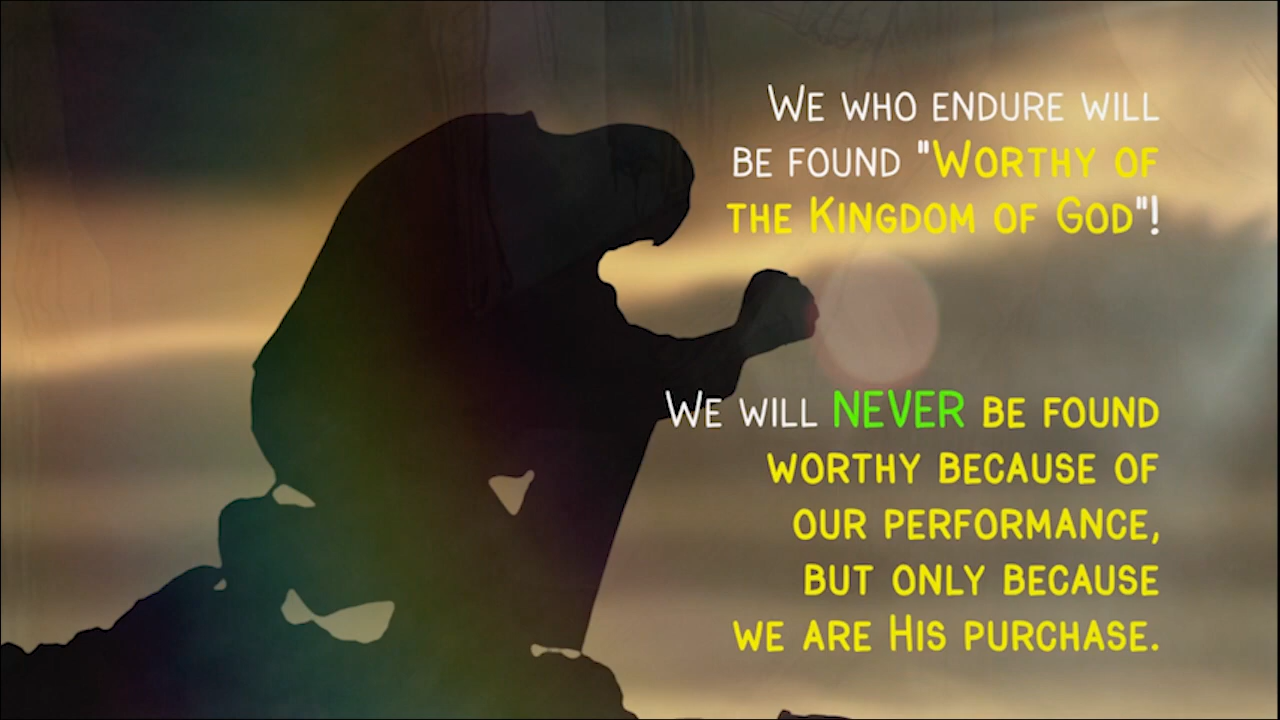 We who endure will
be found "Worthy of
the Kingdom of God"!
We will NEVER be found
worthy because of
our performance,
but only because
we are His purchase.